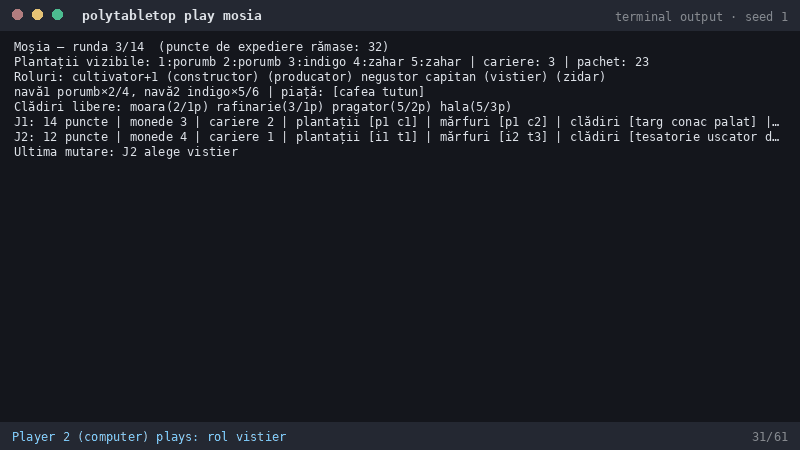 polytabletop play mosia
terminal output · seed 1
Moșia — runda 3/14  (puncte de expediere rămase: 32)
Plantații vizibile: 1:porumb 2:porumb 3:indigo 4:zahar 5:zahar | cariere: 3 | pachet: 23
Roluri: cultivator+1 (constructor) (producator) negustor capitan (vistier) (zidar)
navă1 porumb×2/4, navă2 indigo×5/6 | piață: [cafea tutun]
Clădiri libere: moara(2/1p) rafinarie(3/1p) pragator(5/2p) hala(5/3p)
J1: 14 puncte | monede 3 | cariere 2 | plantații [p1 c1] | mărfuri [p1 c2] | clădiri [targ conac palat] |…
J2: 12 puncte | monede 4 | cariere 1 | plantații [i1 t1] | mărfuri [i2 t3] | clădiri [tesatorie uscator d…
Ultima mutare: J2 alege vistier
Player 2 (computer) plays: rol vistier
31/61